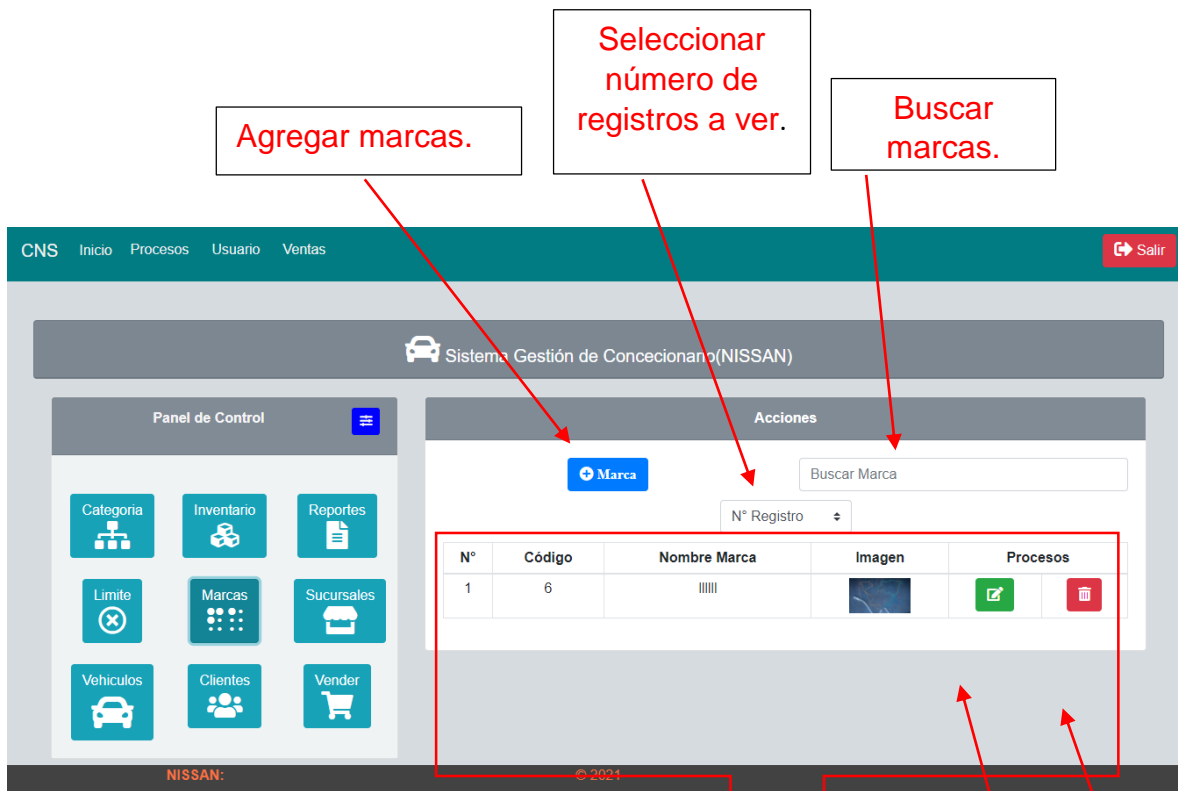 Seleccionar
número de
registros a ver.
Agregar marcas.
Buscar
marcas.
CNS Inicio Procesos Usuario Ventas Salir
Sistema Gestión de Concecionario(NISSAN)
Panel de Control
Acciones
Marca
Buscar Marca
N° Registro
Categoria Inventario Reportes
Limite Marcas Sucursales
Vehiculos Clientes Vender
N° Código Nombre Marca Imagen Procesos
1 6 llllll
NISSAN: © 2021